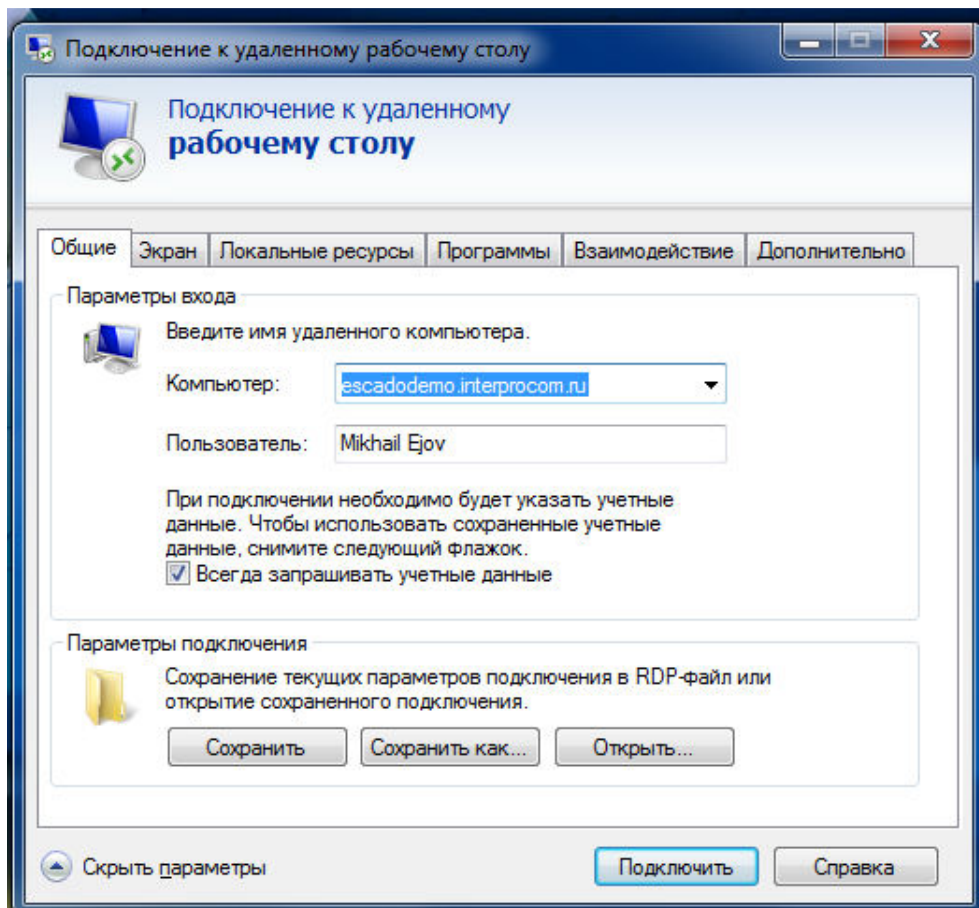 Подключение к удаленному рабочему столу
Подключение к удаленному
рабочему столу
Общие Экран Локальные ресурсы Программы Взаимодействие Дополнительно
Параметры входа
Введите имя удаленного компьютера.
Компьютер: escadodemo.interprocom.ru
Пользователь: Mikhail Ejov
При подключении необходимо будет указать учетные
данные. Чтобы использовать сохраненные учетные
данные, снимите следующий флажок.
Всегда запрашивать учетные данные
Параметры подключения
Сохранение текущих параметров подключения в RDP-файл или
открытие сохраненного подключения.
Сохранить Сохранить как... Открыть...
Скрыть параметры Подключить Справка